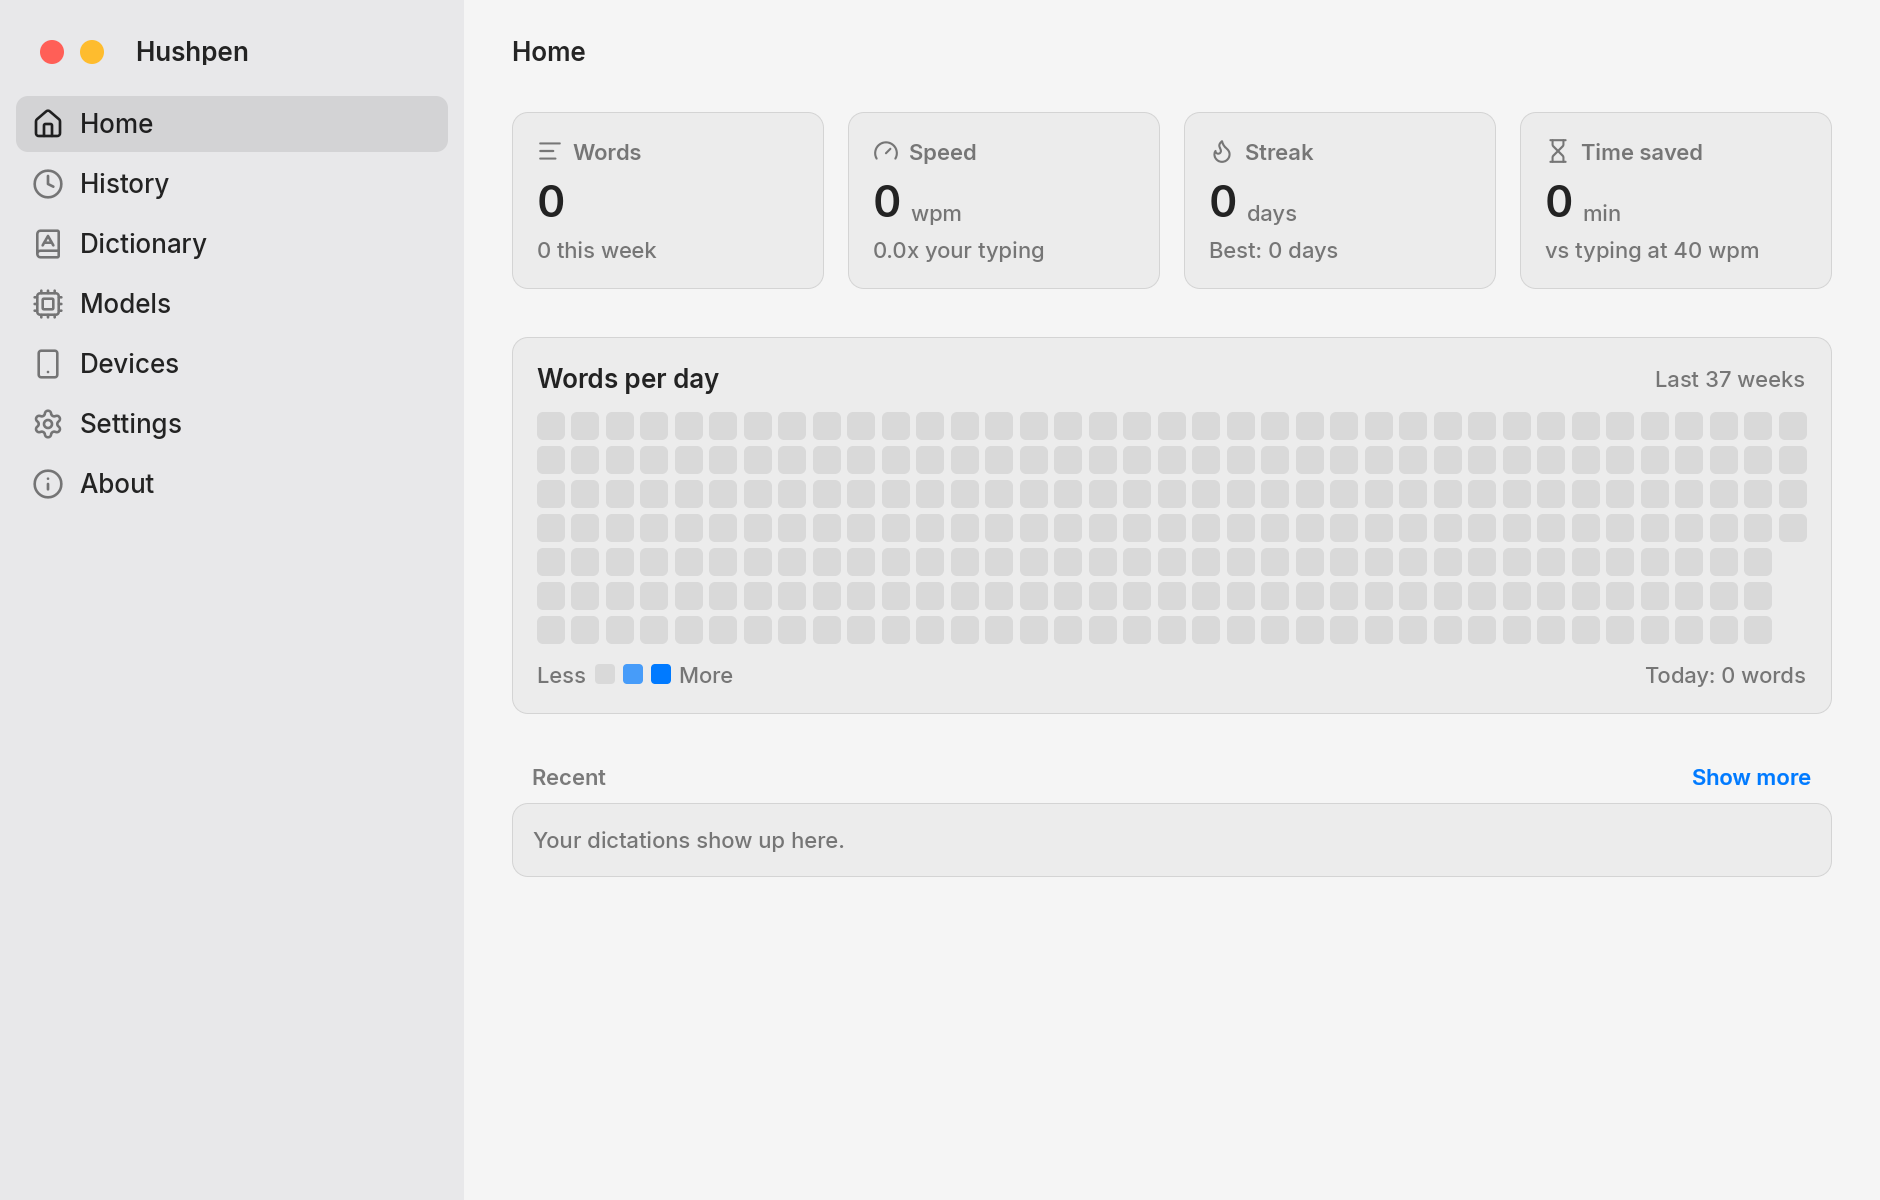 Hushpen
Home
History
Dictionary
Models
Devices
Settings
About
Home
Words
0
0 this week
Speed
0 wpm
0.0x your typing
Streak
0 days
Best: 0 days
Time saved
0 min
vs typing at 40 wpm
Words per day
Last 37 weeks
Less More
Today: 0 words
Recent
Show more
Your dictations show up here.